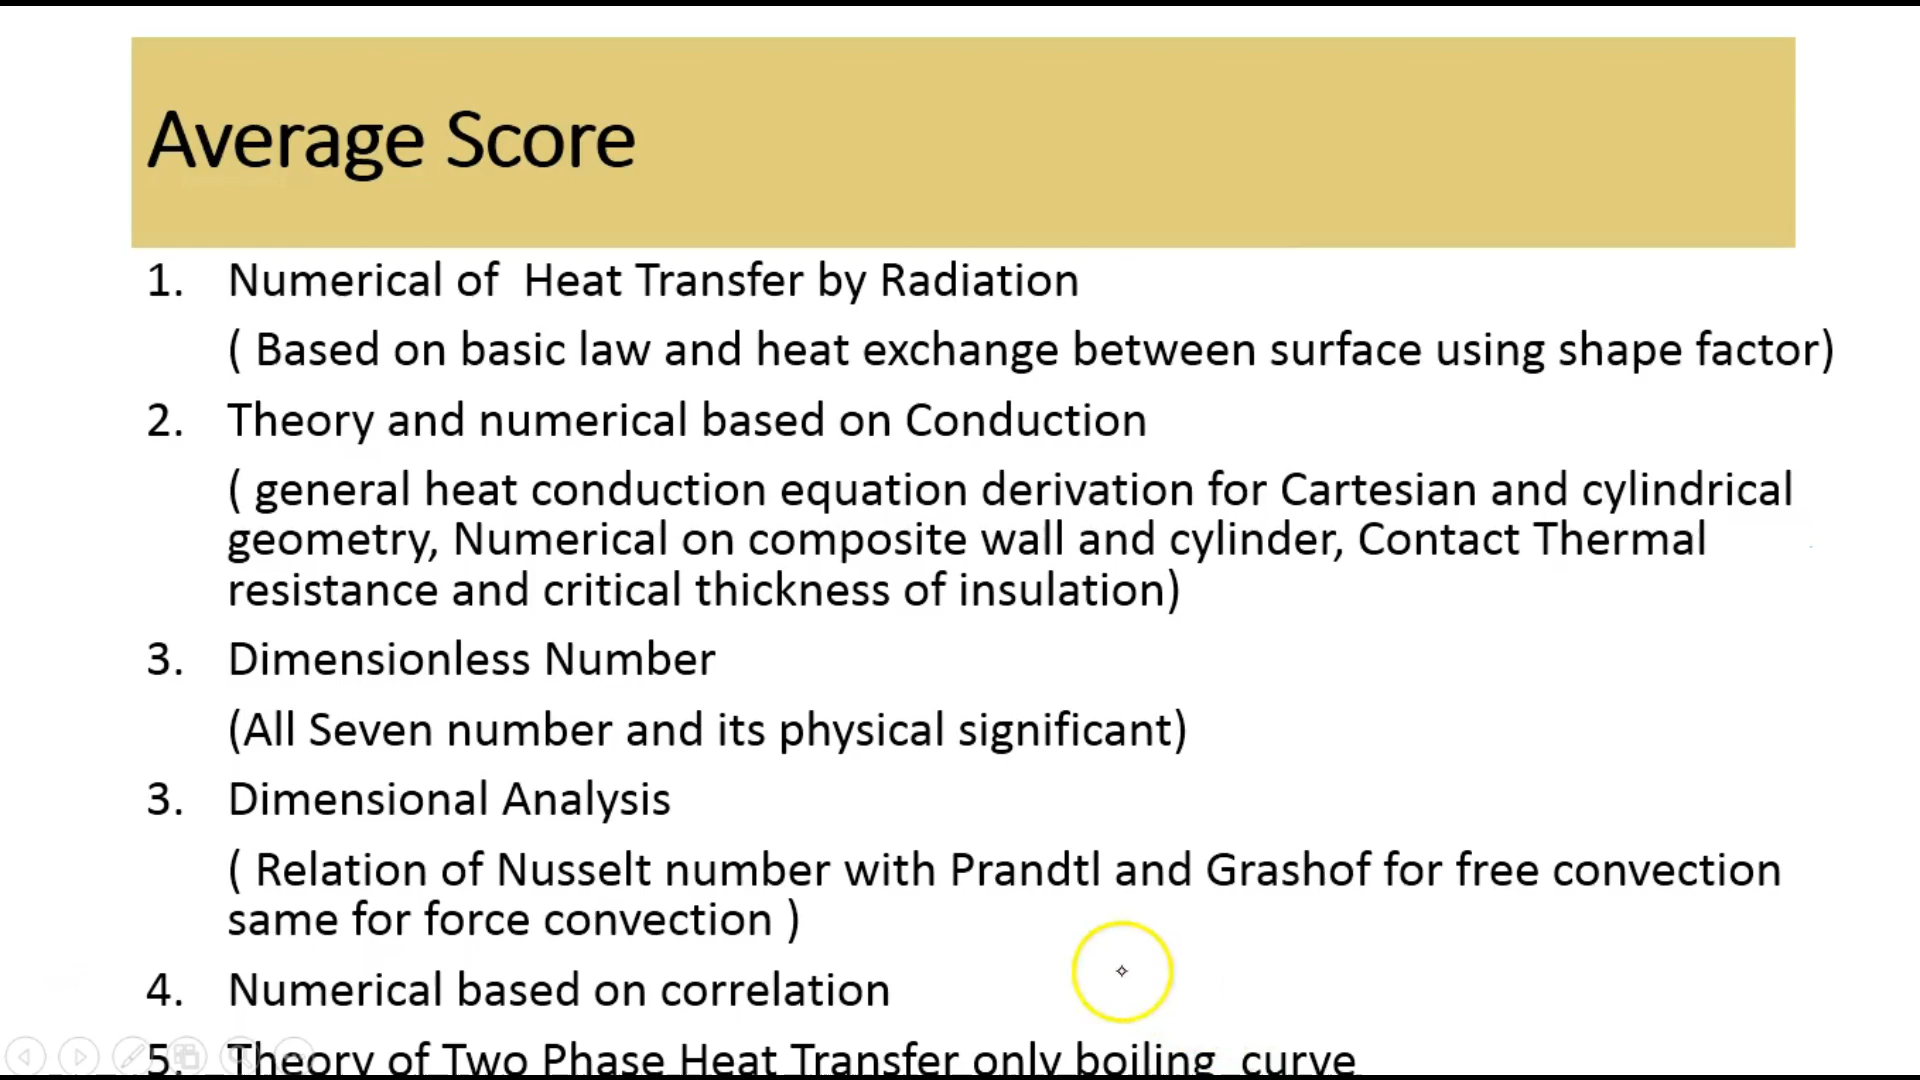 Average Score
1. Numerical of  Heat Transfer by Radiation
( Based on basic law and heat exchange between surface using shape factor)
2. Theory and numerical based on Conduction
( general heat conduction equation derivation for Cartesian and cylindrical
geometry, Numerical on composite wall and cylinder, Contact Thermal
resistance and critical thickness of insulation)
3. Dimensionless Number
(All Seven number and its physical significant)
3. Dimensional Analysis
( Relation of Nusselt number with Prandtl and Grashof for free convection
same for force convection )
4. Numerical based on correlation
5. Theory of Two Phase Heat Transfer only boiling  curve